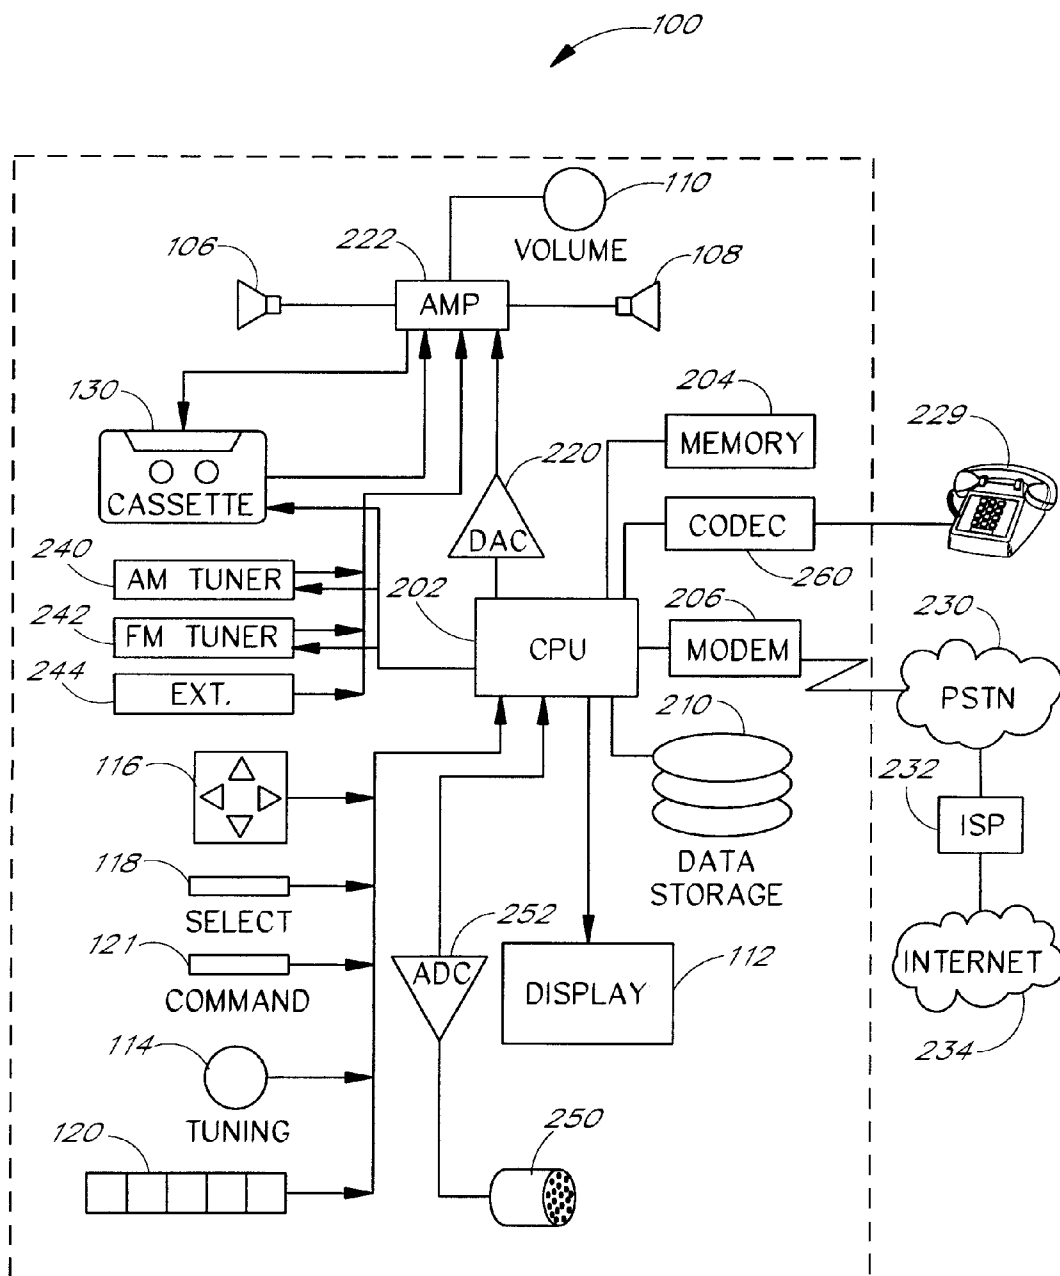 100
110
VOLUME
222
106
108
AMP
130
204
MEMORY
229
CASSETTE
220
DAC
CODEC
260
240
AM TUNER
202
206
230
242
FM TUNER
CPU
MODEM
244
EXT.
PSTN
210
116
232
ISP
DATA
STORAGE
118
SELECT
252
121
ADC
112
INTERNET
COMMAND
DISPLAY
234
114
TUNING
120
250